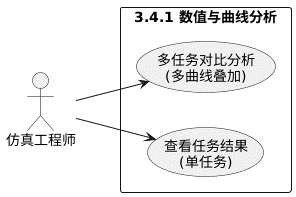 3.4.1 数值与曲线分析
多任务对比分析
(多曲线叠加)
仿真工程师
查看任务结果
(单任务)